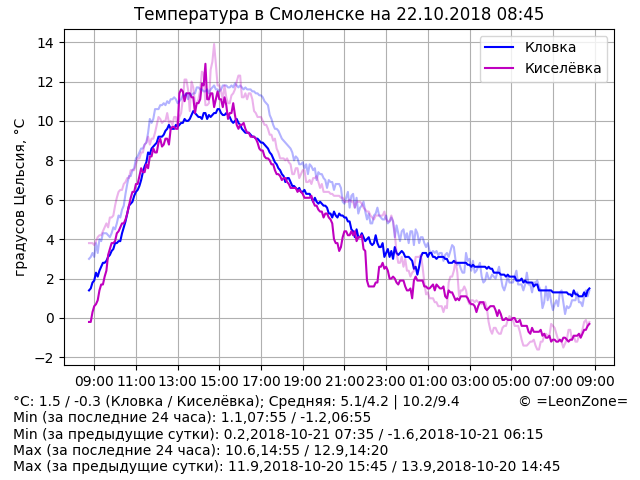 Температура в Смоленске на 22.10.2018 08:45
градусов Цельсия, °C
14
12
10
8
6
4
2
0
−2
Кловка
Киселёвка
09:00 11:00 13:00 15:00 17:00 19:00 21:00 23:00 01:00 03:00 05:00 07:00 09:00
°C: 1.5 / -0.3 (Кловка / Киселёвка); Средняя: 5.1/4.2 | 10.2/9.4 © =LeonZone=
Min (за последние 24 часа): 1.1,07:55 / -1.2,06:55
Min (за предыдущие сутки): 0.2,2018-10-21 07:35 / -1.6,2018-10-21 06:15
Max (за последние 24 часа): 10.6,14:55 / 12.9,14:20
Max (за предыдущие сутки): 11.9,2018-10-20 15:45 / 13.9,2018-10-20 14:45